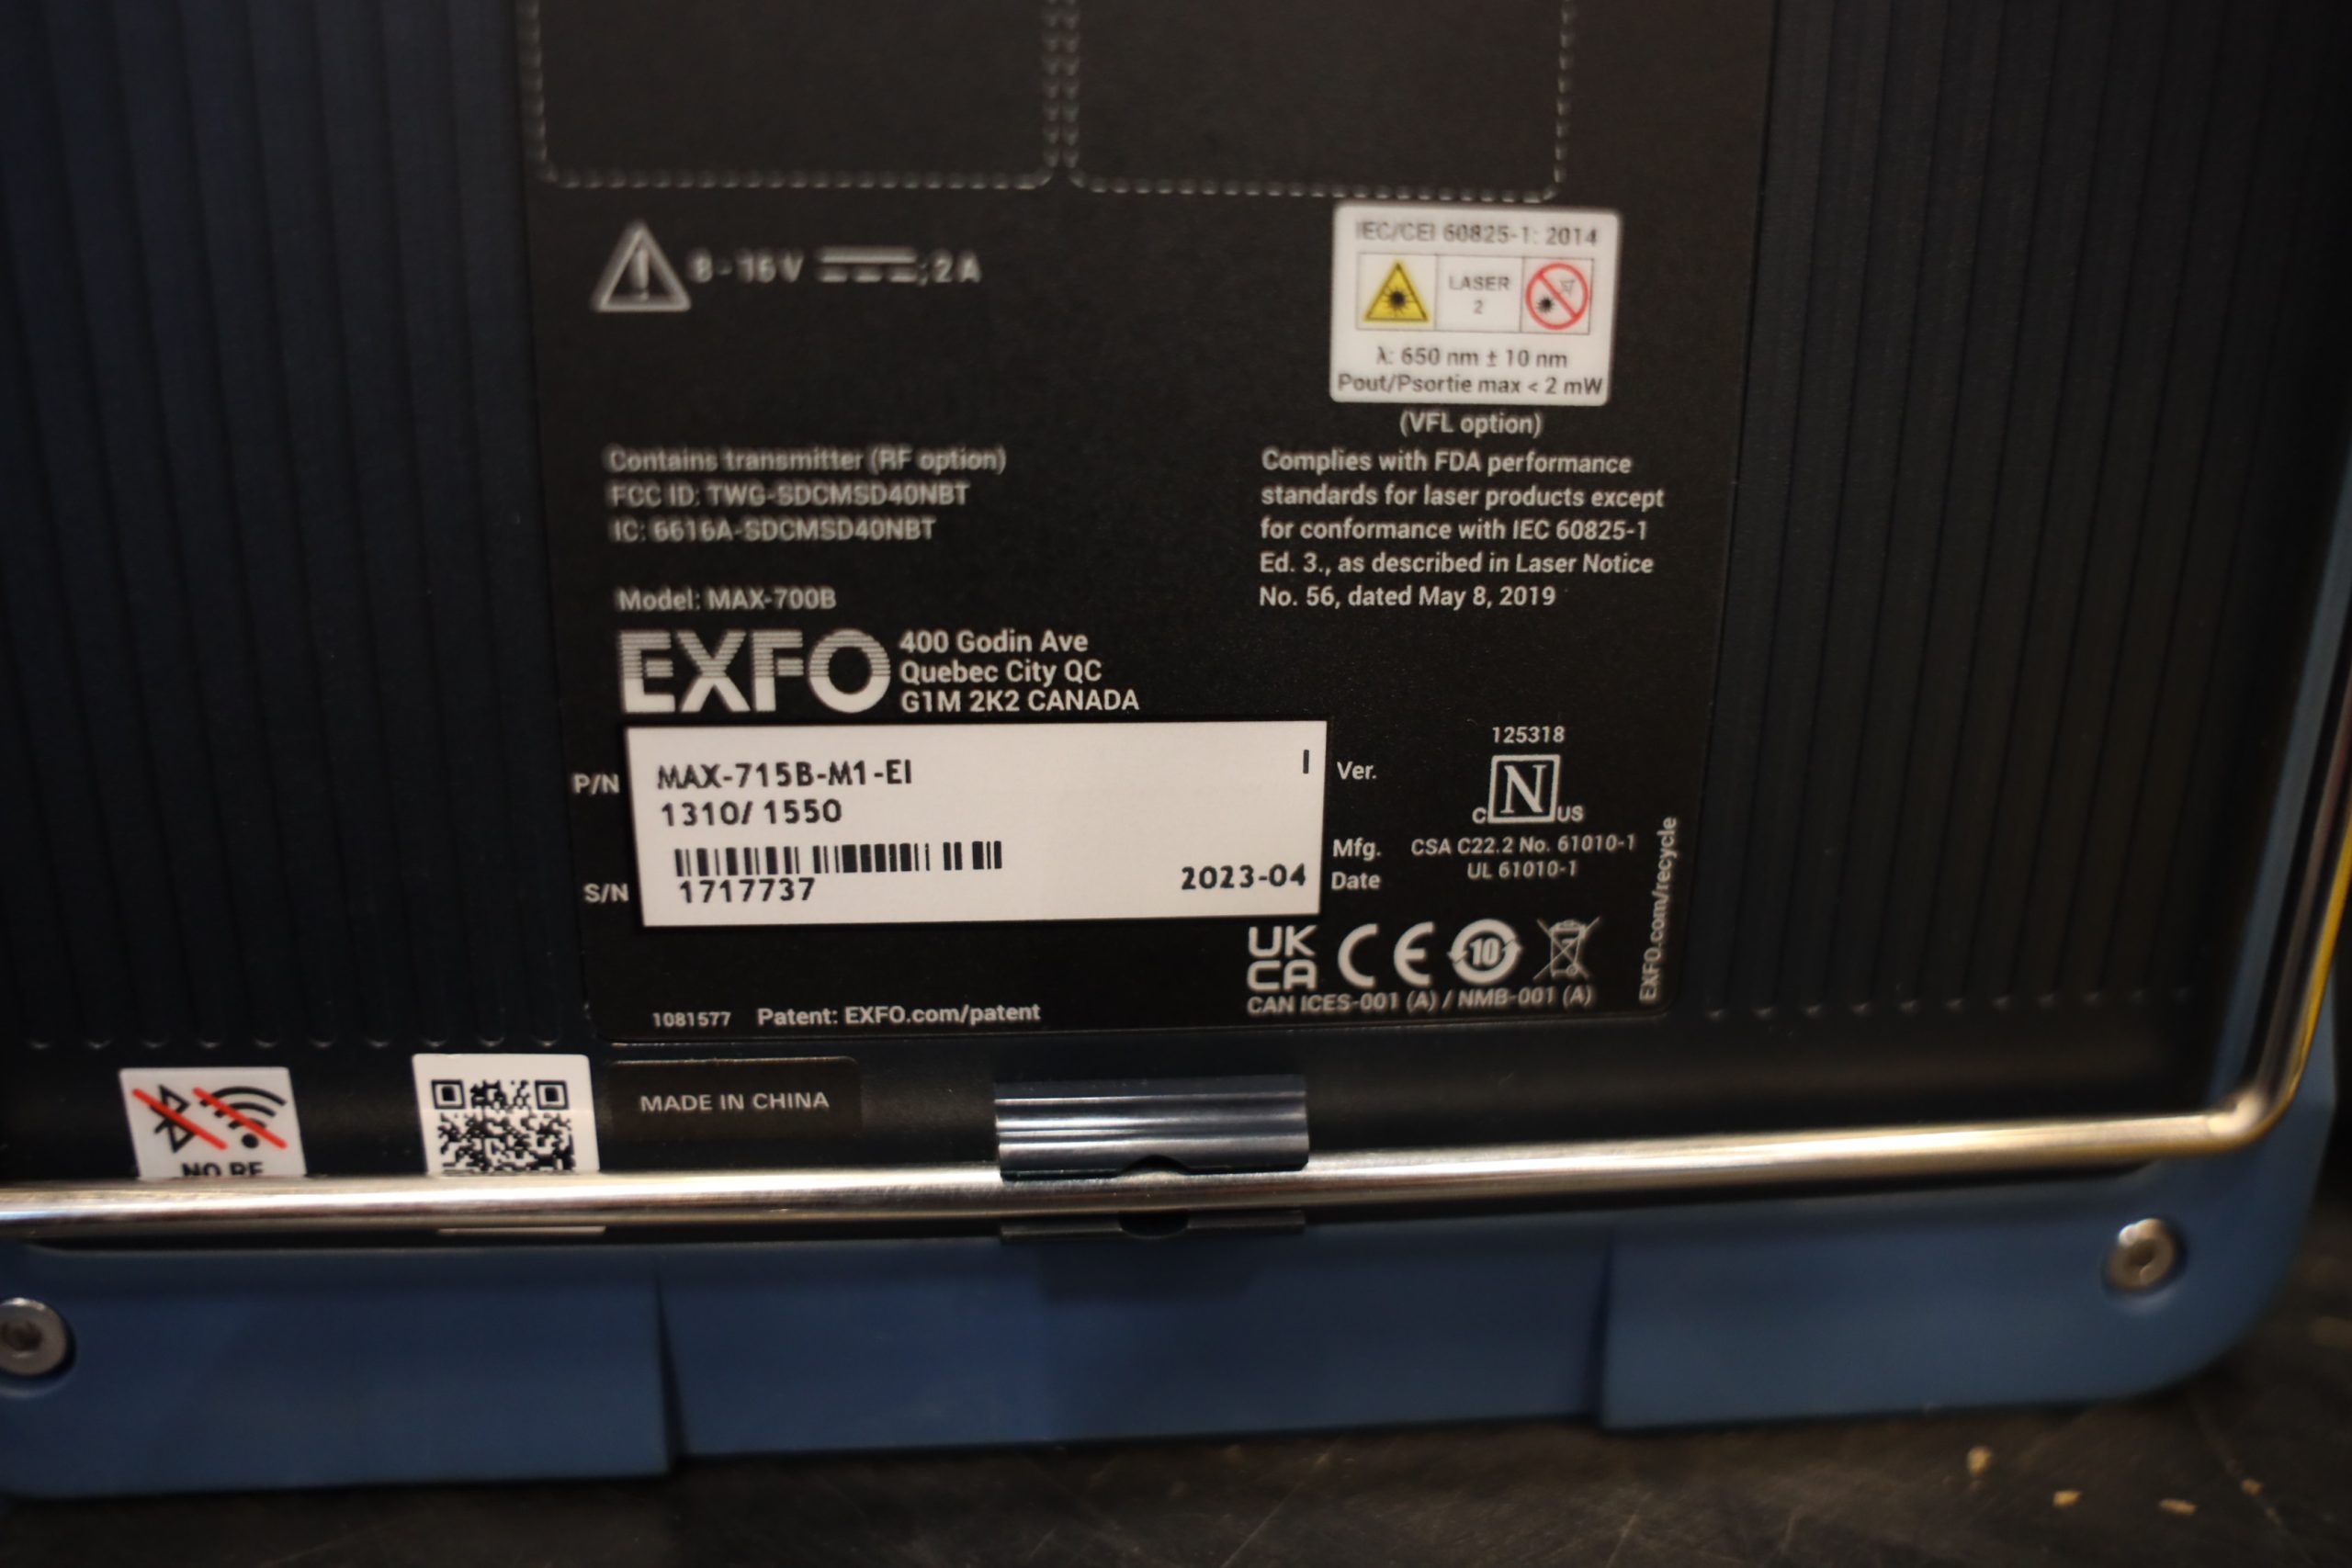 8 - 16 V ; 2 A
IEC/CEI 60825-1: 2014
LASER
2
λ: 650 nm ± 10 nm
Pout/Psortie max < 2 mW
(VFL option)
Contains transmitter (RF option)
FCC ID: TWG-SDCMSD40NBT
IC: 6616A-SDCMSD40NBT
Complies with FDA performance
standards for laser products except
for conformance with IEC 60825-1
Ed. 3., as described in Laser Notice
No. 56, dated May 8, 2019
Model: MAX-700B
EXFO
400 Godin Ave
Quebec City QC
G1M 2K2 CANADA
P/N MAX-715B-M1-EI I Ver.
1310/ 1550
S/N 1717737
2023-04
Mfg.
Date
125318
C N US
CSA C22.2 No. 61010-1
UL 61010-1
UK
CA
CE
10
CAN ICES-001 (A) / NMB-001 (A)
EXFO.com/recycle
1081577 Patent: EXFO.com/patent
NO RF
MADE IN CHINA